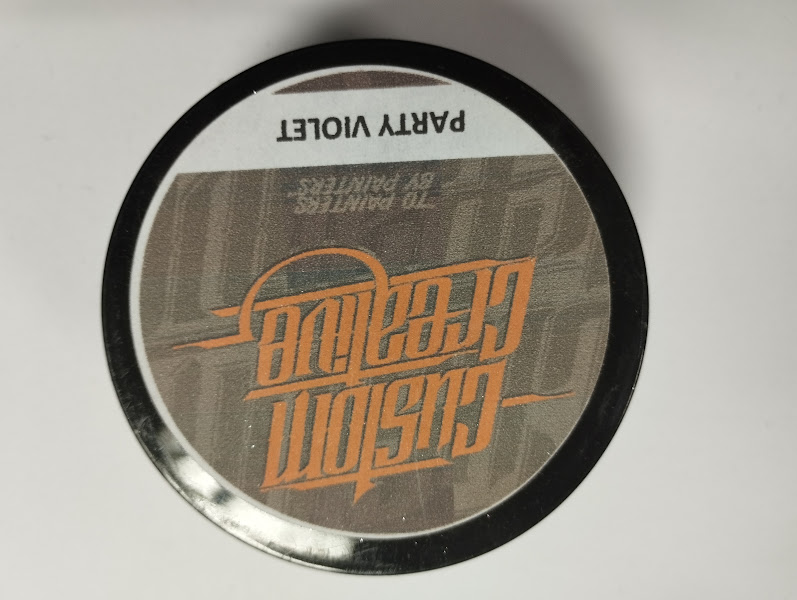 custom
creative
TO PAINTERS
BY PAINTERS
PARTY VIOLET